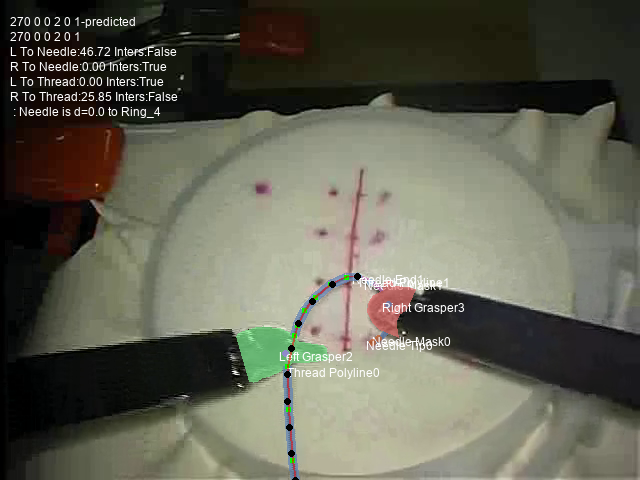 270 0 0 2 0 1-predicted
270 0 0 2 0 1
L To Needle:46.72 Inters:False
R To Needle:0.00 Inters:True
L To Thread:0.00 Inters:True
R To Thread:25.85 Inters:False
: Needle is d=0.0 to Ring_4
Needle End1
Right Grasper3
Needle Mask0
Needle Tip0
Left Grasper2
Thread Polyline0